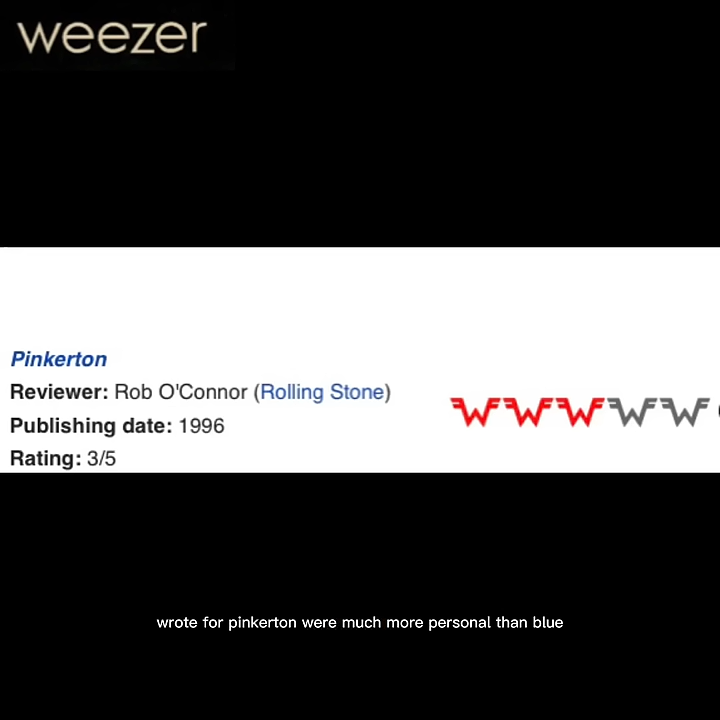 weezer
Pinkerton
Reviewer: Rob O'Connor (Rolling Stone)
Publishing date: 1996
Rating: 3/5
wrote for pinkerton were much more personal than blue